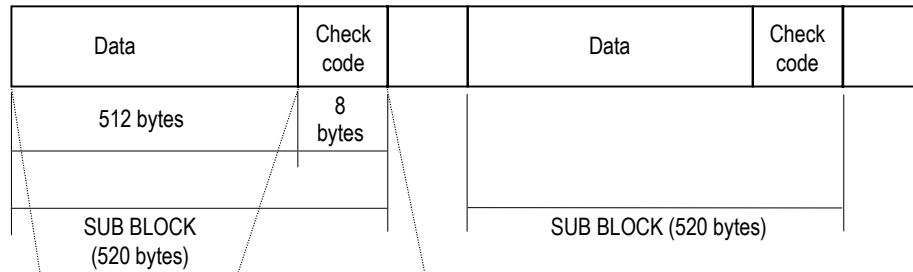 Data
Check
code
Data
Check
code
512 bytes
8
bytes
SUB BLOCK
(520 bytes)
SUB BLOCK (520 bytes)